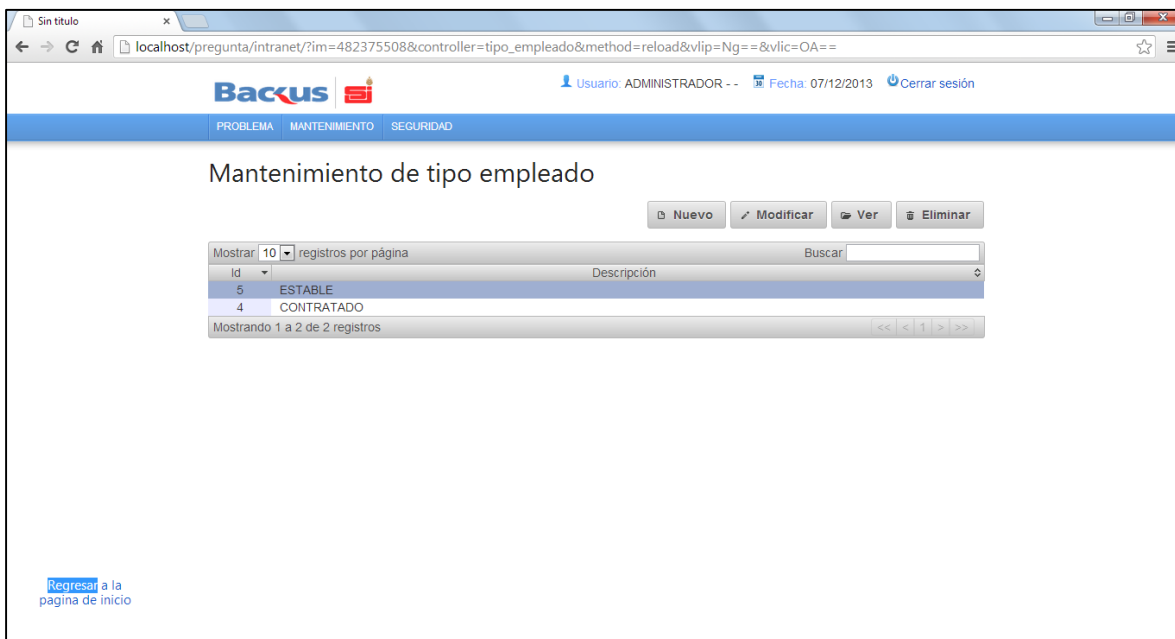 Sin titulo
localhost/pregunta/intranet/?im=482375508&controller=tipo_empleado&method=reload&vlip=Ng==&vlic=OA==
Backus
Usuario: ADMINISTRADOR - - Fecha: 07/12/2013 Cerrar sesión
PROBLEMA MANTENIMIENTO SEGURIDAD
Mantenimiento de tipo empleado
Nuevo Modificar Ver Eliminar
Mostrar 10 registros por página Buscar
Id Descripción
5 ESTABLE
4 CONTRATADO
Mostrando 1 a 2 de 2 registros << < 1 > >>
Regresar a la
pagina de inicio